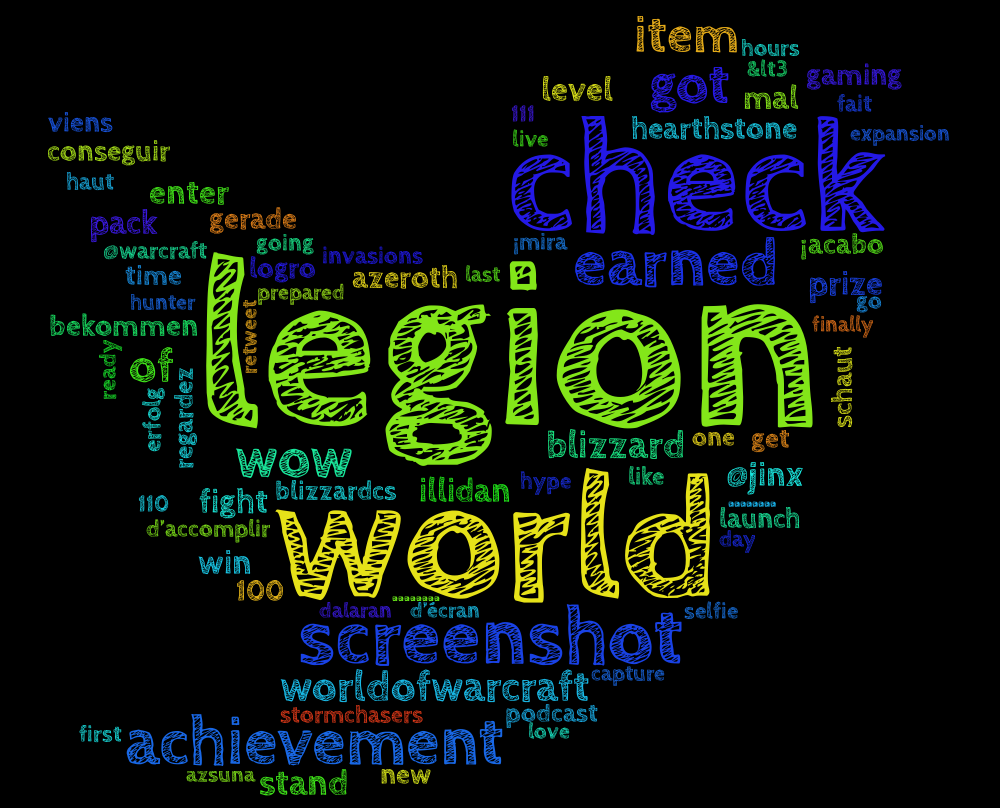 item
hours
&lt3
level
got
mal
gaming
fait
111
live
hearthstone
expansion
check
viens
conseguir
haut
enter
pack
gerade
@warcraft
going
time
logro
invasions
azeroth
last
hunter
prepared
¡mira
earned
¡acabo
prize
go
finally
legion
bekommen
retweet
ready
of
erfolg
regardez
schaut
blizzard
one
get
wow
110
fight
blizzardcs
illidan
hype
like
@jinx
.........
launch
day
d'accomplir
win
100
world
dalaran
........
d'écran
selfie
screenshot
capture
worldofwarcraft
stormchasers
podcast
love
first
achievement
azsuna
stand
new